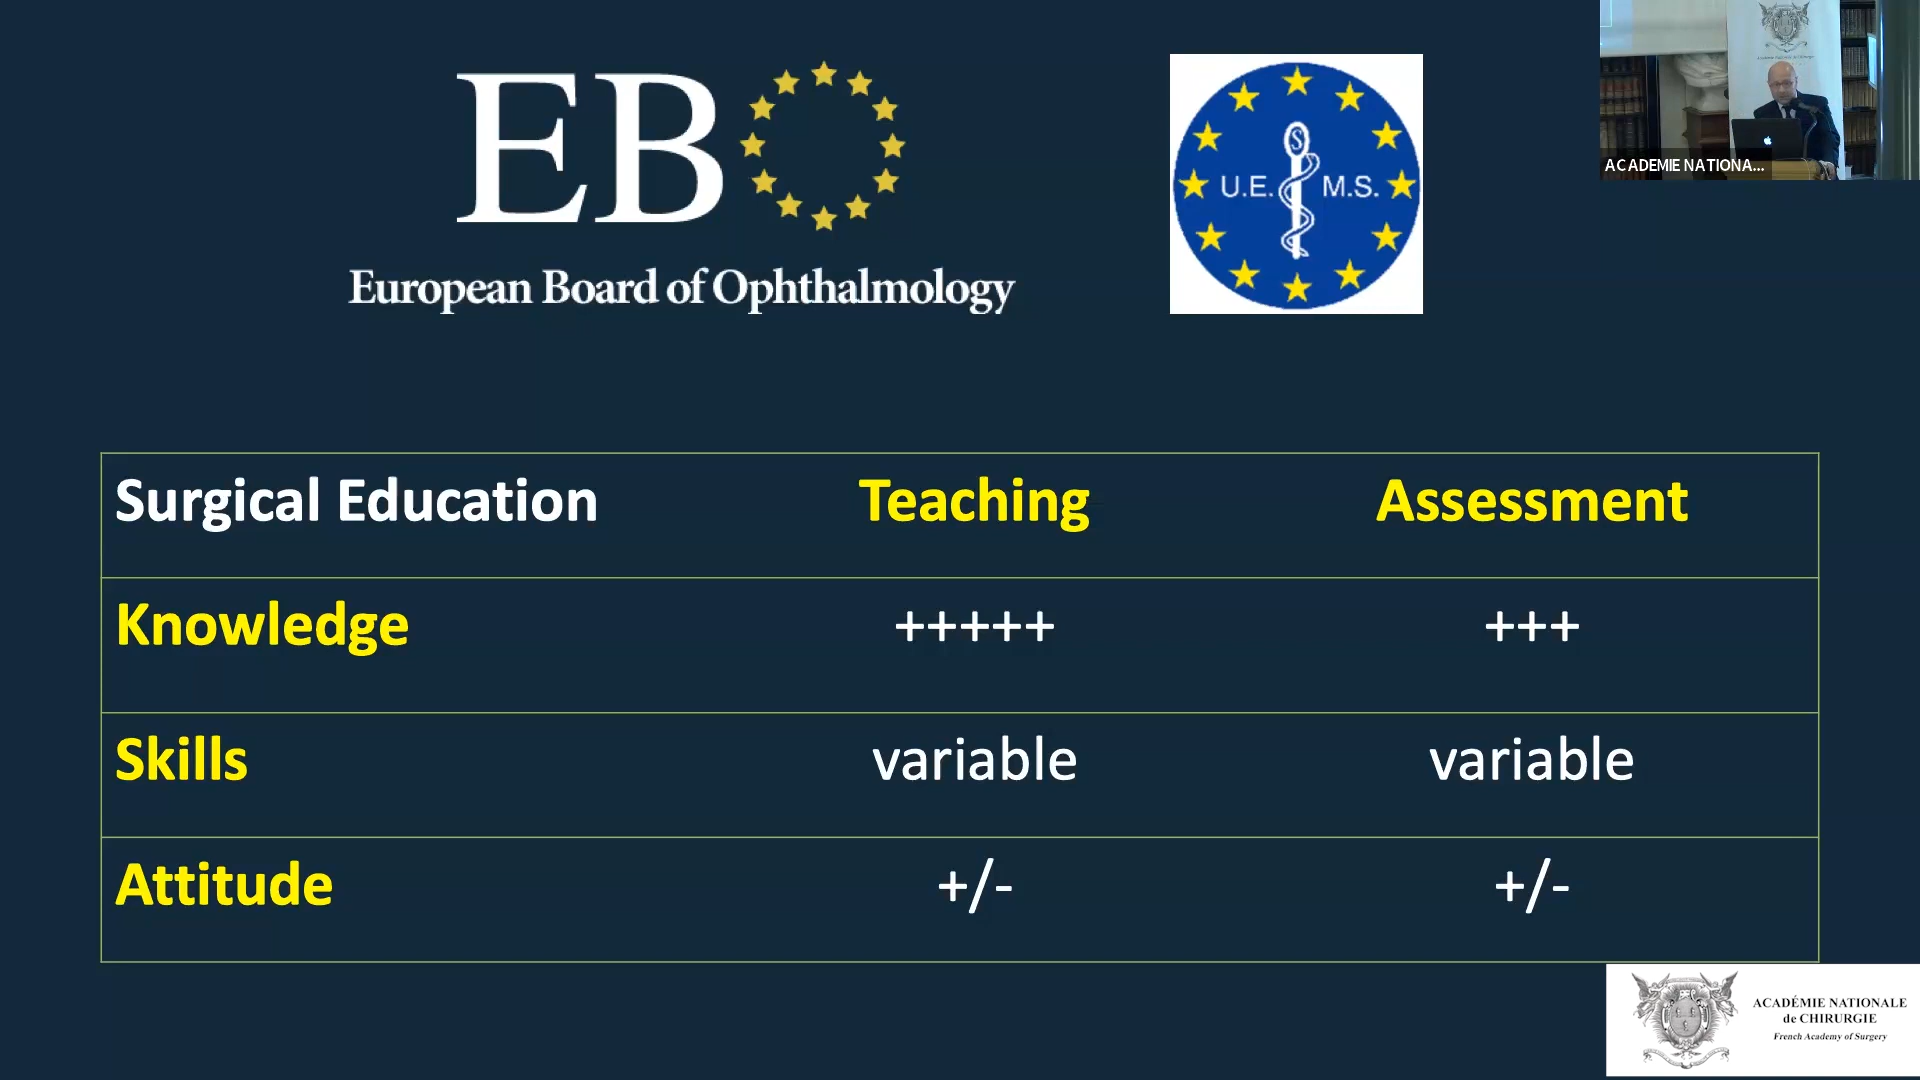 EBO
European Board of Ophthalmology
S
U.E. M.S.
ACADEMIE NATIONA...
Surgical Education Teaching Assessment
Knowledge +++++ +++
Skills variable variable
Attitude +/- +/-
ACADÉMIE NATIONALE
de CHIRURGIE
French Academy of Surgery